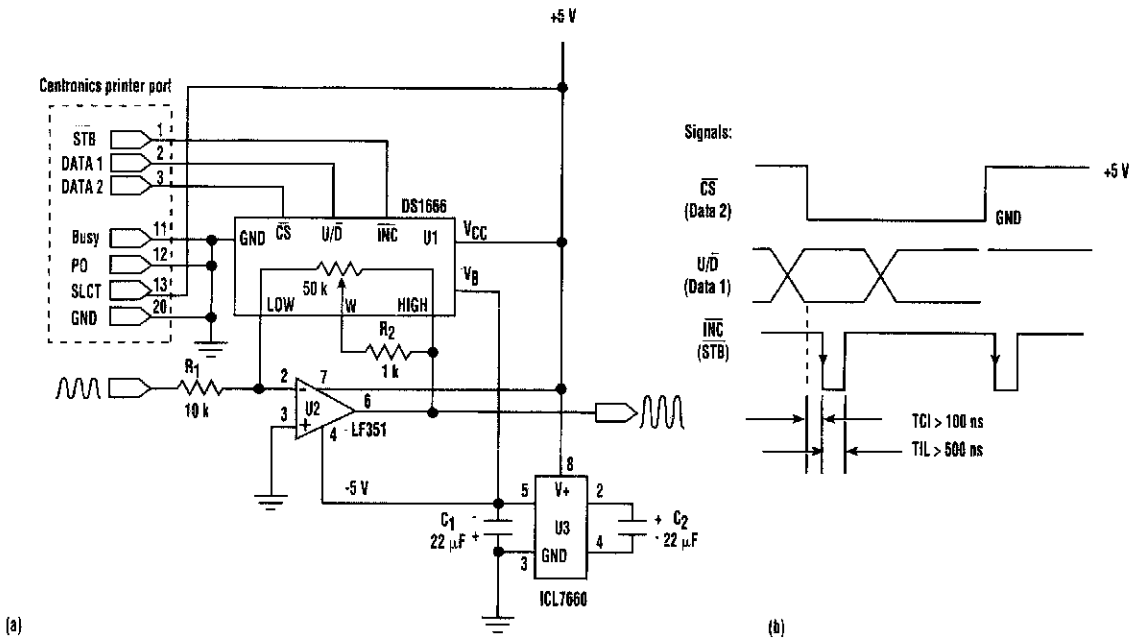 +5 V
Centronics printer port
STB 1
DATA 1 2
DATA 2 3
Busy 11
PO 12
SLCT 13
GND 20
DS1666
GND CS U/D INC U1 VCC
VB
50 k
LOW W HIGH
R2
1 k
R1
10 k
2 - 7
U2 6
3 + 4 LF351
-5 V
8
5 V+ 2
C1 - U3 + C2
22 µF + - 22 µF
3 GND 4
ICL7660
(a)
Signals:
CS
(Data 2)
+5 V
GND
U/D
(Data 1)
INC
(STB)
TCI > 100 ns
TIL > 500 ns
(b)